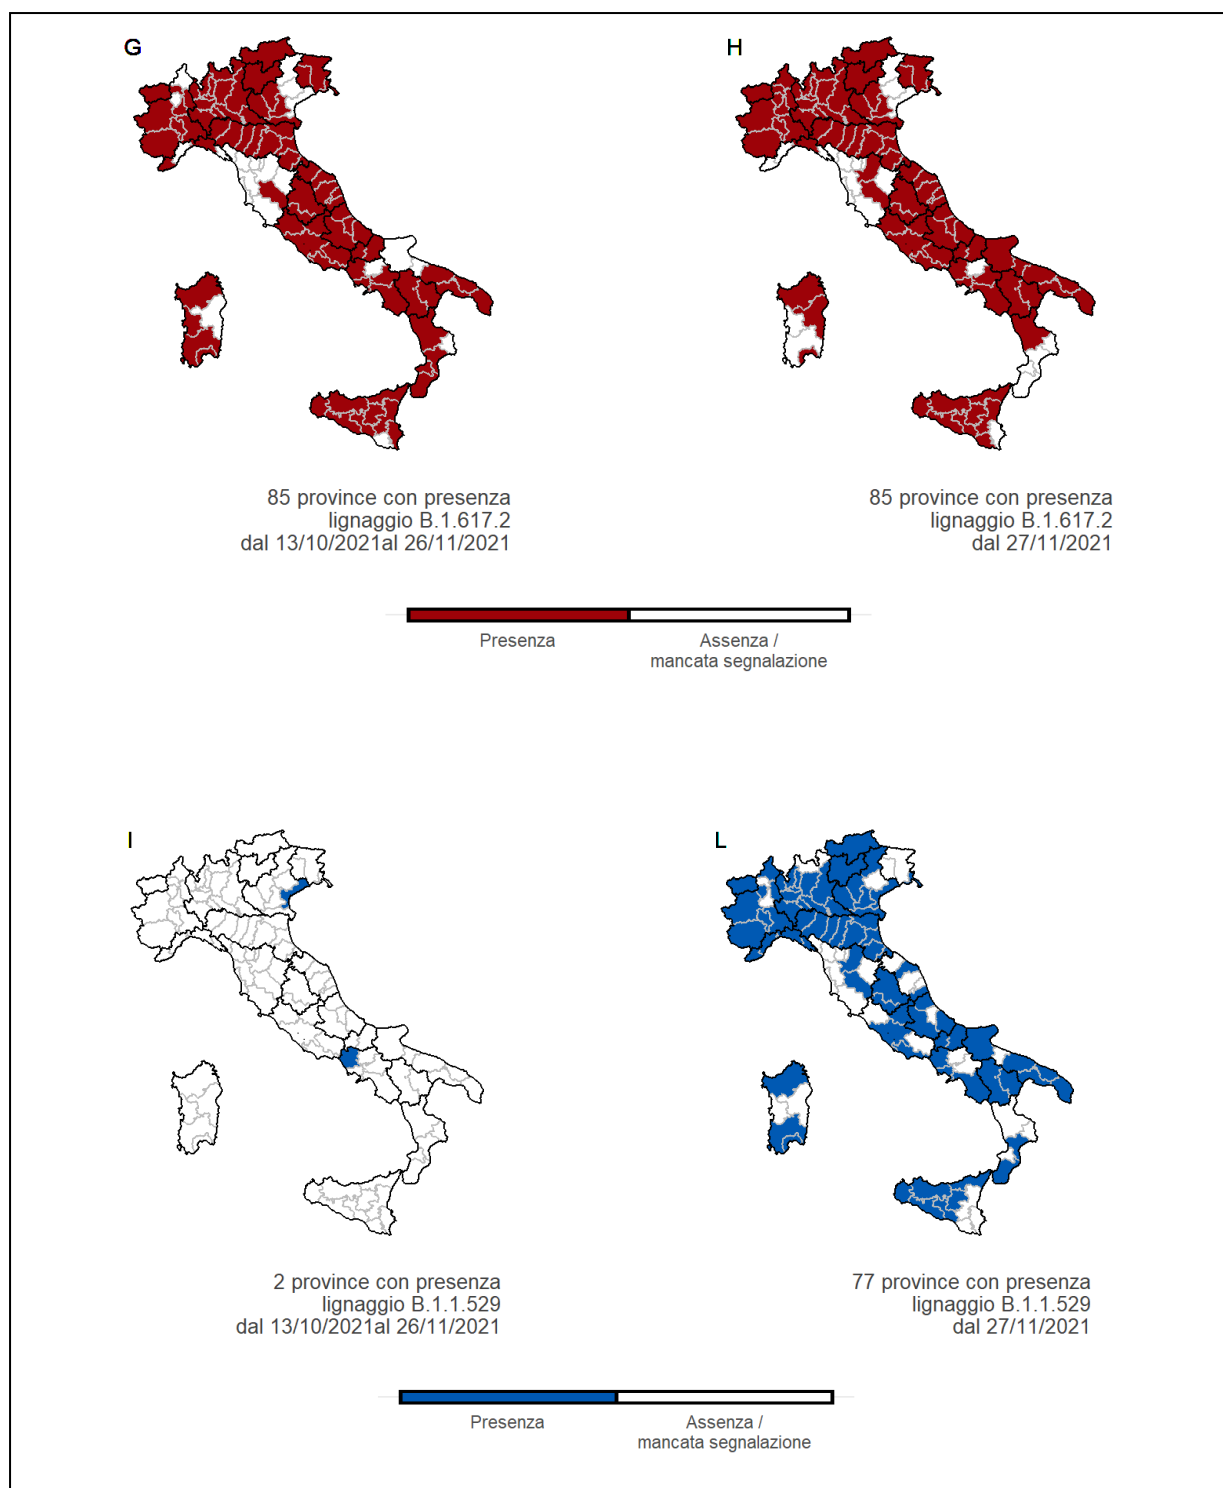 G
H
85 province con presenza
lignaggio B.1.617.2
dal 13/10/2021al 26/11/2021
85 province con presenza
lignaggio B.1.617.2
dal 27/11/2021
Presenza
Assenza /
mancata segnalazione
I
L
2 province con presenza
lignaggio B.1.1.529
dal 13/10/2021al 26/11/2021
77 province con presenza
lignaggio B.1.1.529
dal 27/11/2021
Presenza
Assenza /
mancata segnalazione